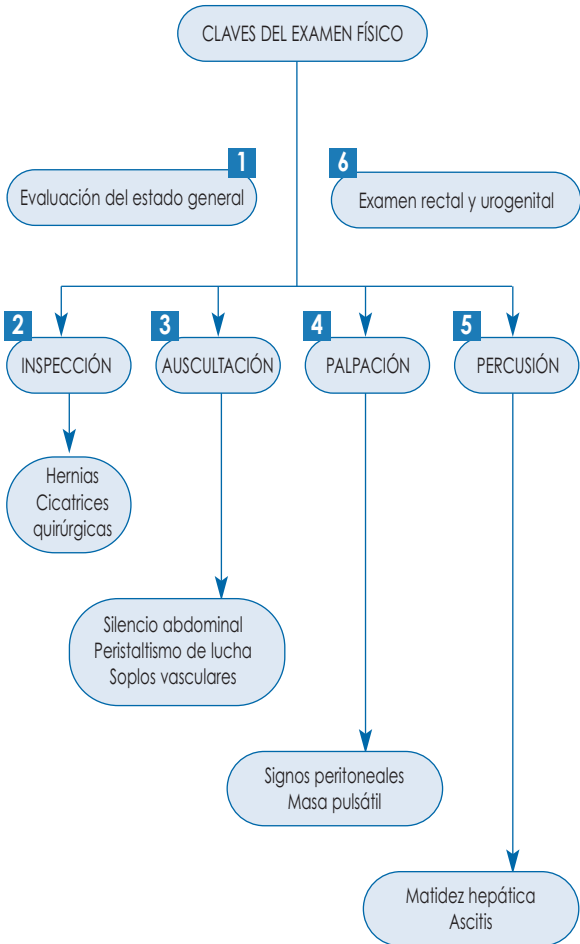 CLAVES DEL EXAMEN FÍSICO
1
Evaluación del estado general
6
Examen rectal y urogenital
2
INSPECCIÓN
3
AUSCULTACIÓN
4
PALPACIÓN
5
PERCUSIÓN
Hernias
Cicatrices
quirúrgicas
Silencio abdominal
Peristaltismo de lucha
Soplos vasculares
Signos peritoneales
Masa pulsátil
Matidez hepática
Ascitis